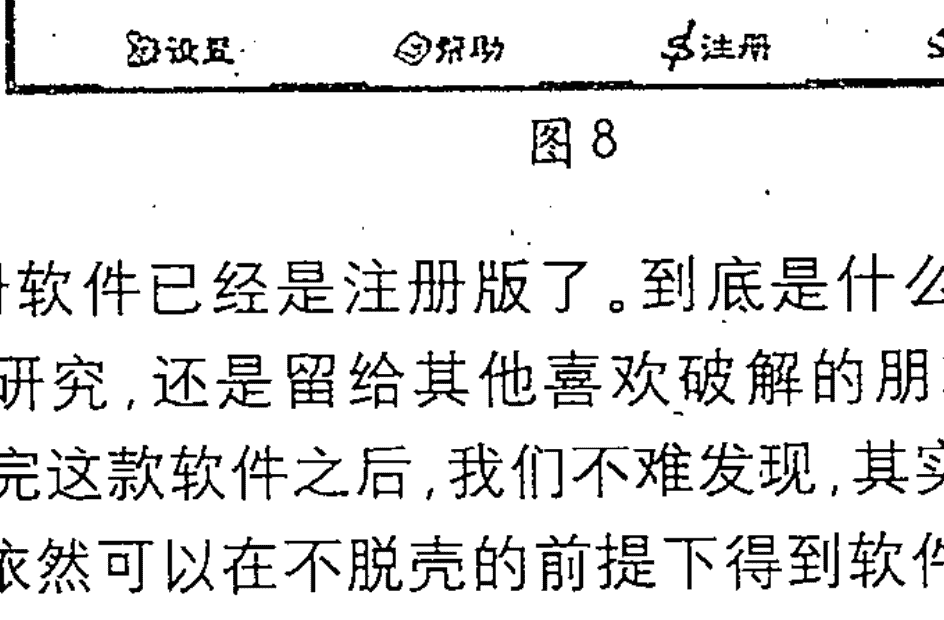 设置 帮助 注册
图 8
软件已经是注册版了。到底是什么
研究,还是留给其他喜欢破解的朋
完这款软件之后,我们不难发现,其实
依然可以在不脱壳的前提下得到软件